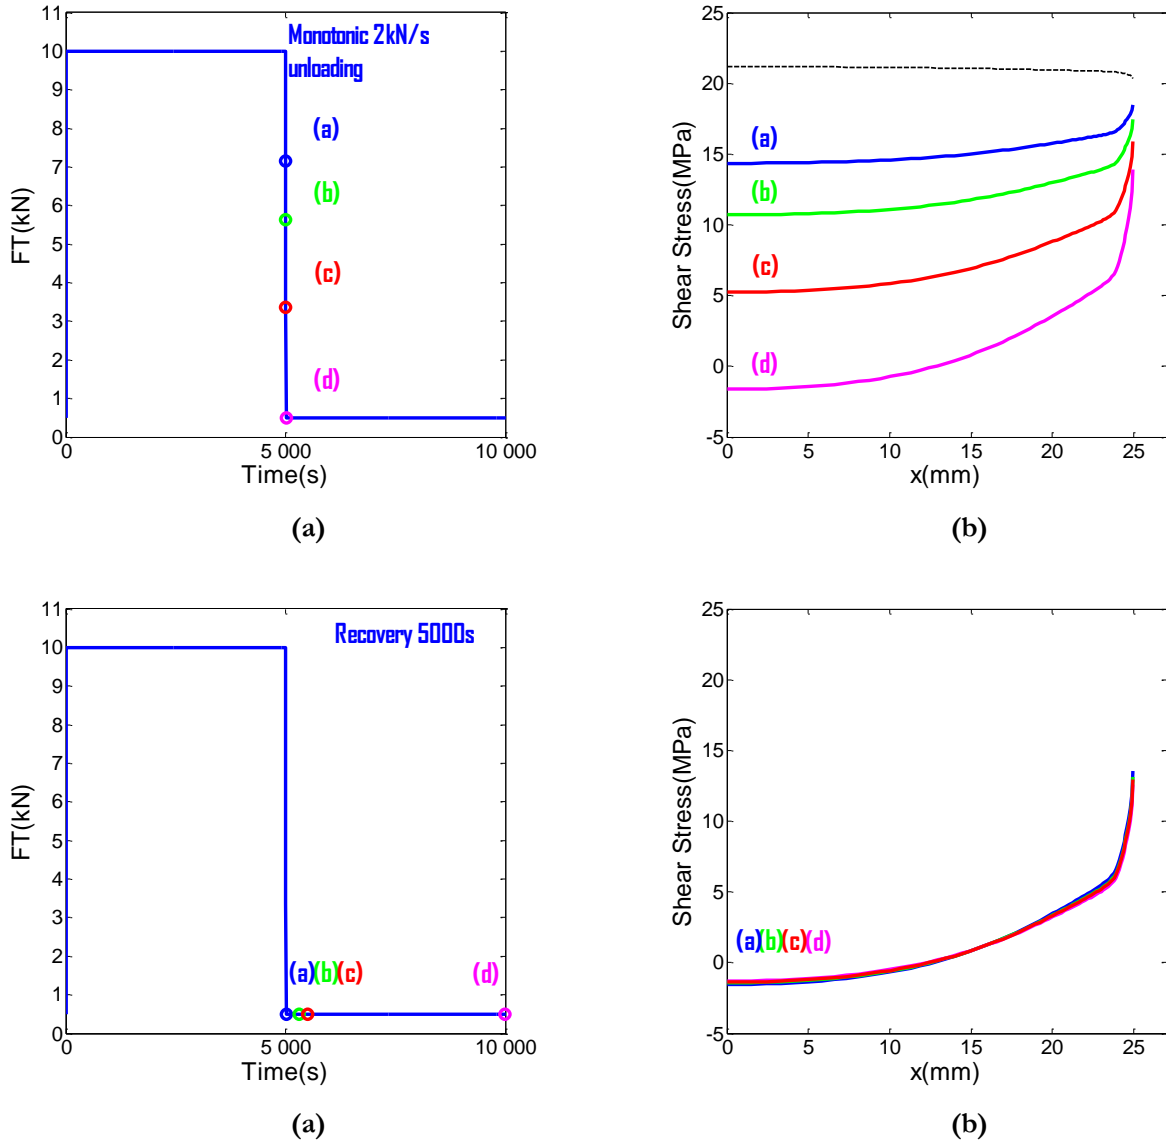 11
10
9
8
7
6
5
4
3
2
1
0
FT(kN)
Monotonic 2kN/s
unloading
(a)
(b)
(c)
(d)
0
5 000
10 000
Time(s)
(a)
25
20
15
10
5
0
-5
Shear Stress(MPa)
(a)
(b)
(c)
(d)
0
5
10
15
20
25
x(mm)
(b)
11
10
9
8
7
6
5
4
3
2
1
0
FT(kN)
Recovery 5000s
(a)(b)(c)
(d)
0
5 000
10 000
Time(s)
(a)
25
20
15
10
5
0
-5
Shear Stress(MPa)
(a)(b)(c)(d)
0
5
10
15
20
25
x(mm)
(b)